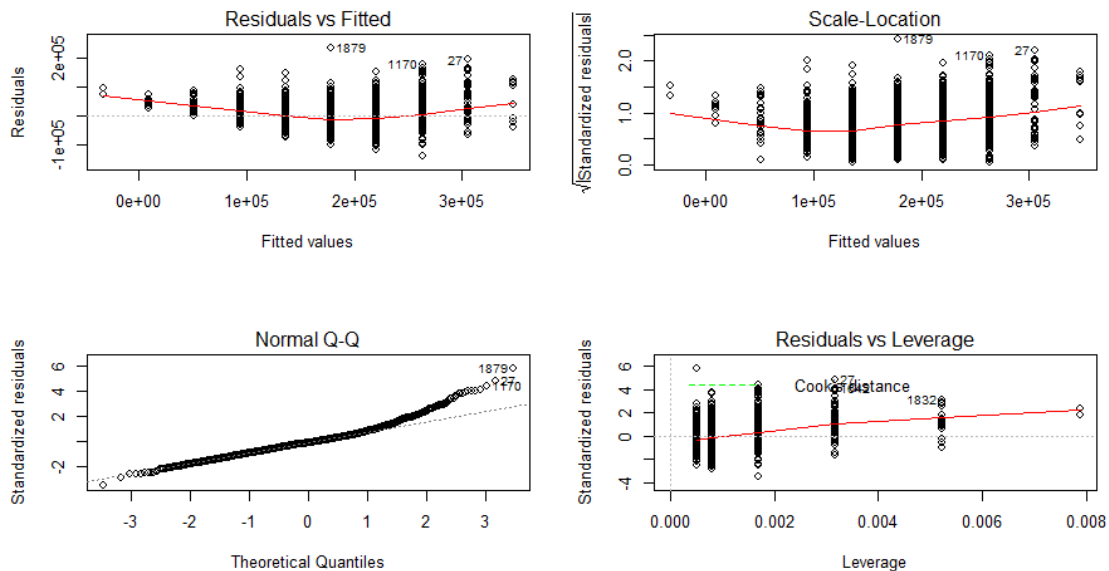 Residuals vs Fitted
Residuals
2e+05
-1e+05
1879
1170
27
0e+00 1e+05 2e+05 3e+05
Fitted values
Scale-Location
√|Standardized residuals|
2.0
1.0
0.0
1879
1170
27
0e+00 1e+05 2e+05 3e+05
Fitted values
Normal Q-Q
Standardized residuals
6
4
2
-2
1879
27
1170
-3 -2 -1 0 1 2 3
Theoretical Quantiles
Residuals vs Leverage
Standardized residuals
6
4
2
0
-4
27
Cook's distance
1832
0.000 0.002 0.004 0.006 0.008
Leverage